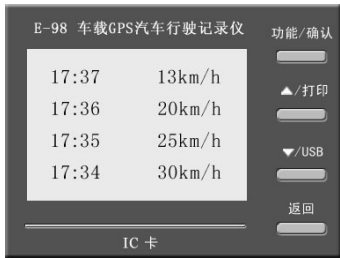 E-98 车载GPS汽车行驶记录仪
功能/确认
17:37 13km/h
▲/打印
17:36 20km/h
17:35 25km/h
▼/USB
17:34 30km/h
返回
IC 卡